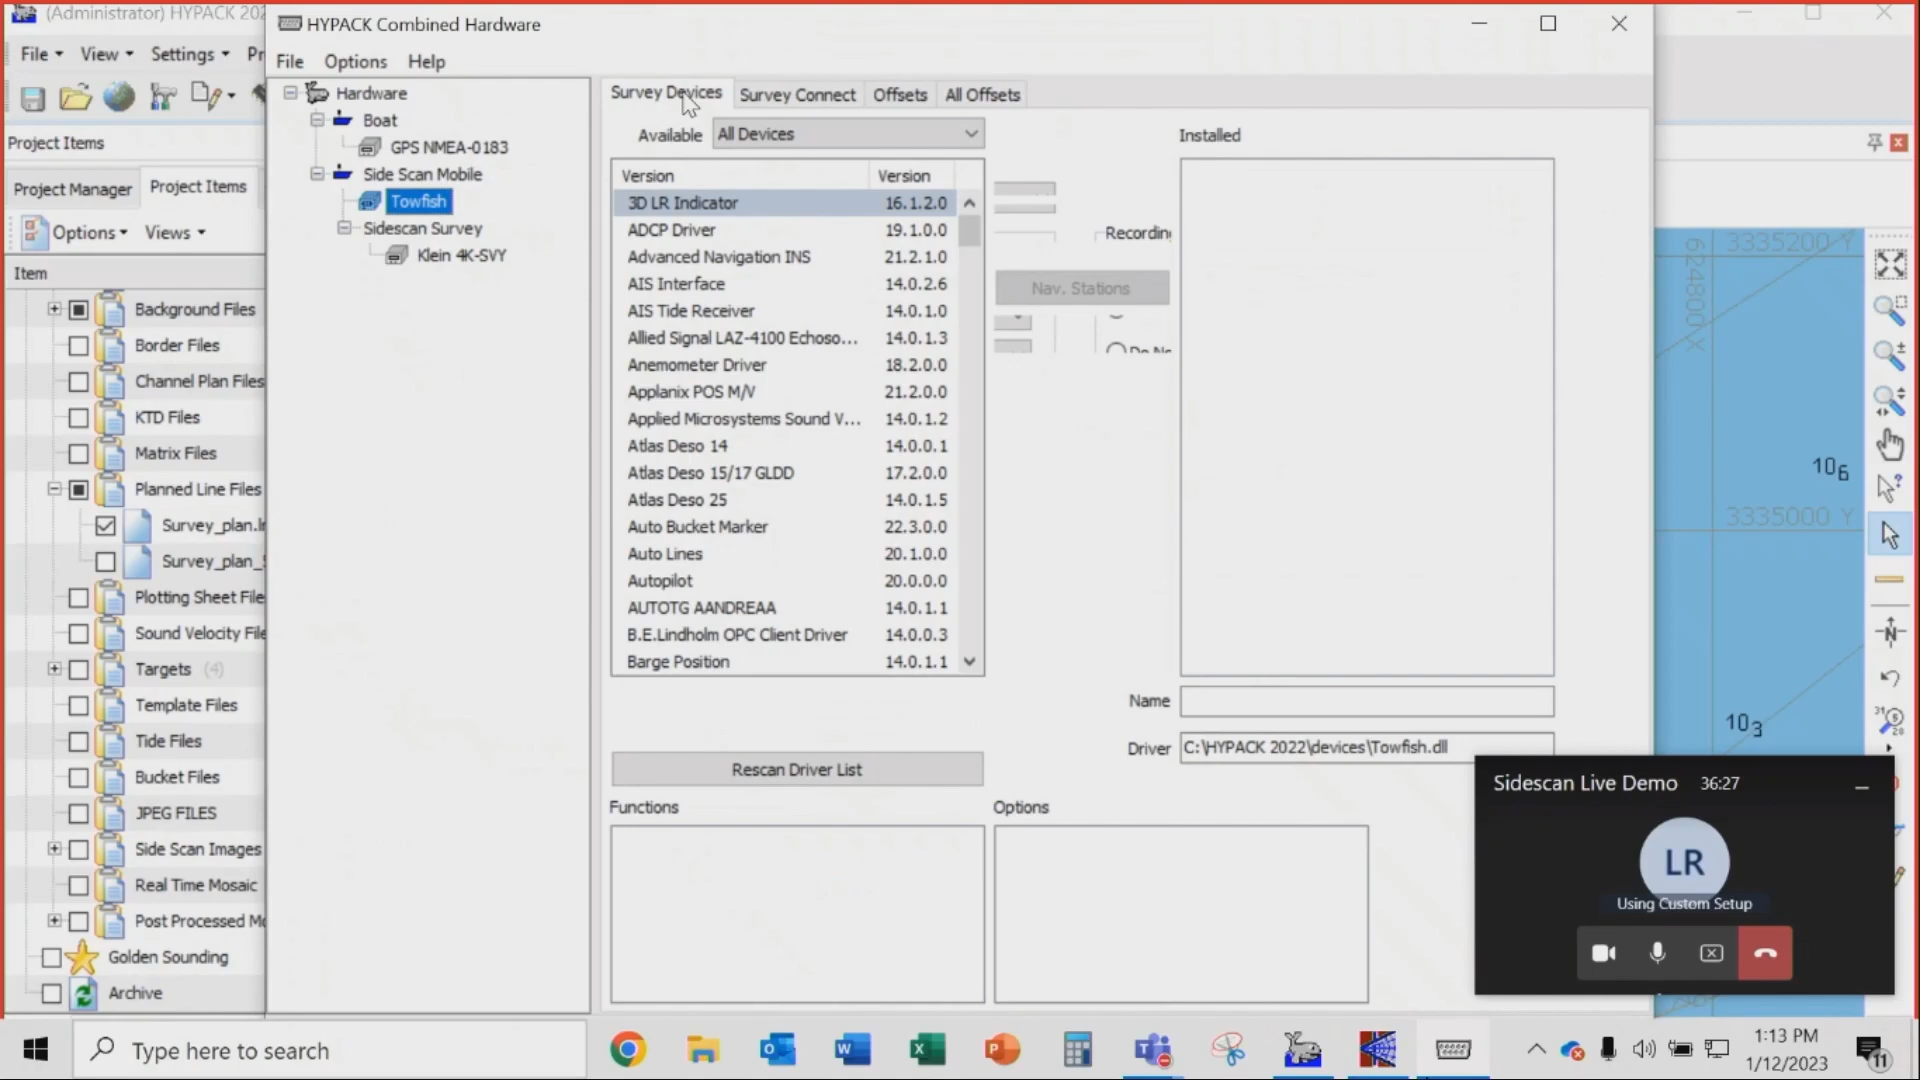 (Administrator) HYPACK 202
File
View
Settings
Project Items
Project Manager
Project Items
Options
Views
Item
Background Files
Border Files
Channel Plan Files
KTD Files
Matrix Files
Planned Line Files
Survey_plan.ln
Survey_plan_
Plotting Sheet File
Sound Velocity File
Targets (4)
Template Files
Tide Files
Bucket Files
JPEG FILES
Side Scan Images
Real Time Mosaic
Post Processed Mo
Golden Sounding
Archive
HYPACK Combined Hardware
File Options Help
Hardware
Boat
GPS NMEA-0183
Side Scan Mobile
Towfish
Sidescan Survey
Klein 4K-SVY
Survey Devices Survey Connect Offsets All Offsets
Available All Devices
Version Version
3D LR Indicator 16.1.2.0
ADCP Driver 19.1.0.0
Advanced Navigation INS 21.2.1.0
AIS Interface 14.0.2.6
AIS Tide Receiver 14.0.1.0
Allied Signal LAZ-4100 Echoso... 14.0.1.3
Anemometer Driver 18.2.0.0
Applanix POS M/V 21.2.0.0
Applied Microsystems Sound V... 14.0.1.2
Atlas Deso 14 14.0.0.1
Atlas Deso 15/17 GLDD 17.2.0.0
Atlas Deso 25 14.0.1.5
Auto Bucket Marker 22.3.0.0
Auto Lines 20.1.0.0
Autopilot 20.0.0.0
AUTOTG AANDREAA 14.0.1.1
B.E.Lindholm OPC Client Driver 14.0.0.3
Barge Position 14.0.1.1
Rescan Driver List
Functions
Options
Recording
Nav. Stations
Installed
Name
Driver C:\HYPACK 2022\devices\Towfish.dll
624800 X
3335200 Y
3335000 Y
10 6
10 3
Sidescan Live Demo 36:27
LR
Using Custom Setup
Type here to search
1:13 PM
1/12/2023
11